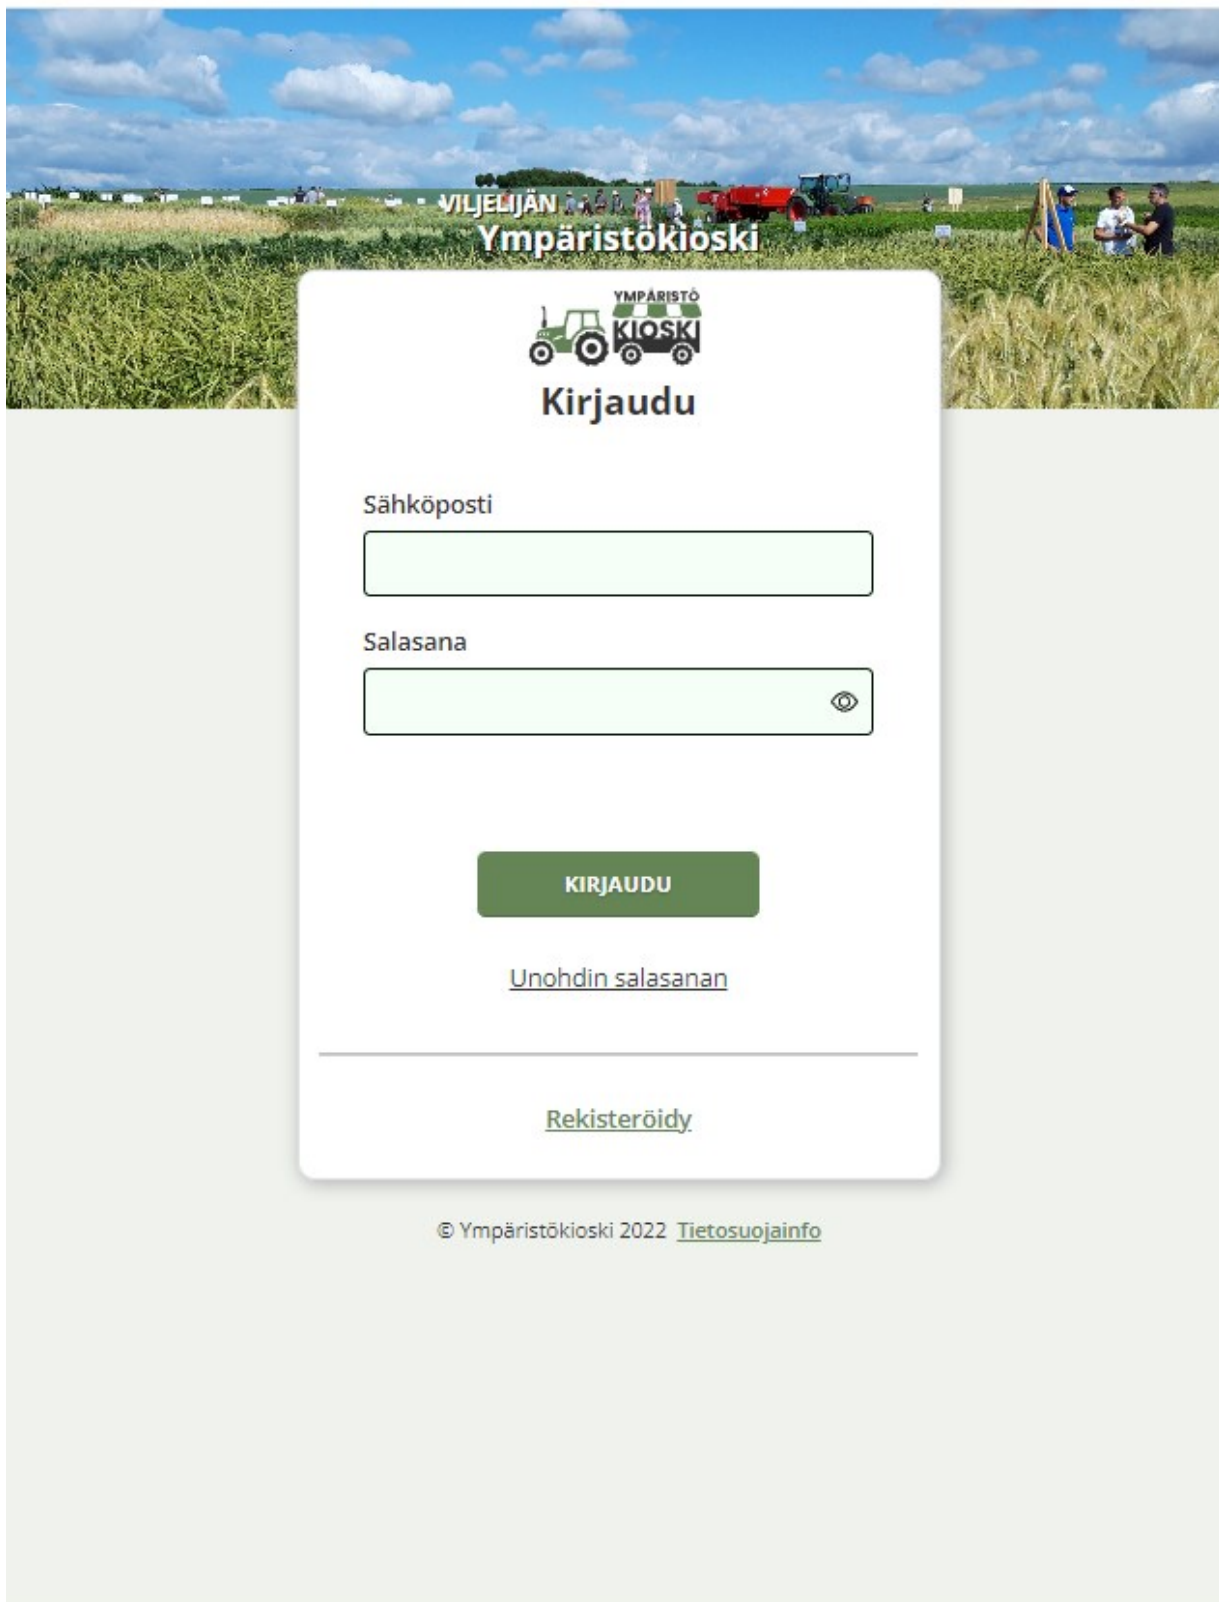 VILJELIJÄN
Ympäristökioski
YMPÄRISTÖ
KIOSKI
Kirjaudu
Sähköposti
Salasana
KIRJAUDU
Unohdin salasanan
Rekisteröidy
© Ympäristökioski 2022 Tietosuojainfo